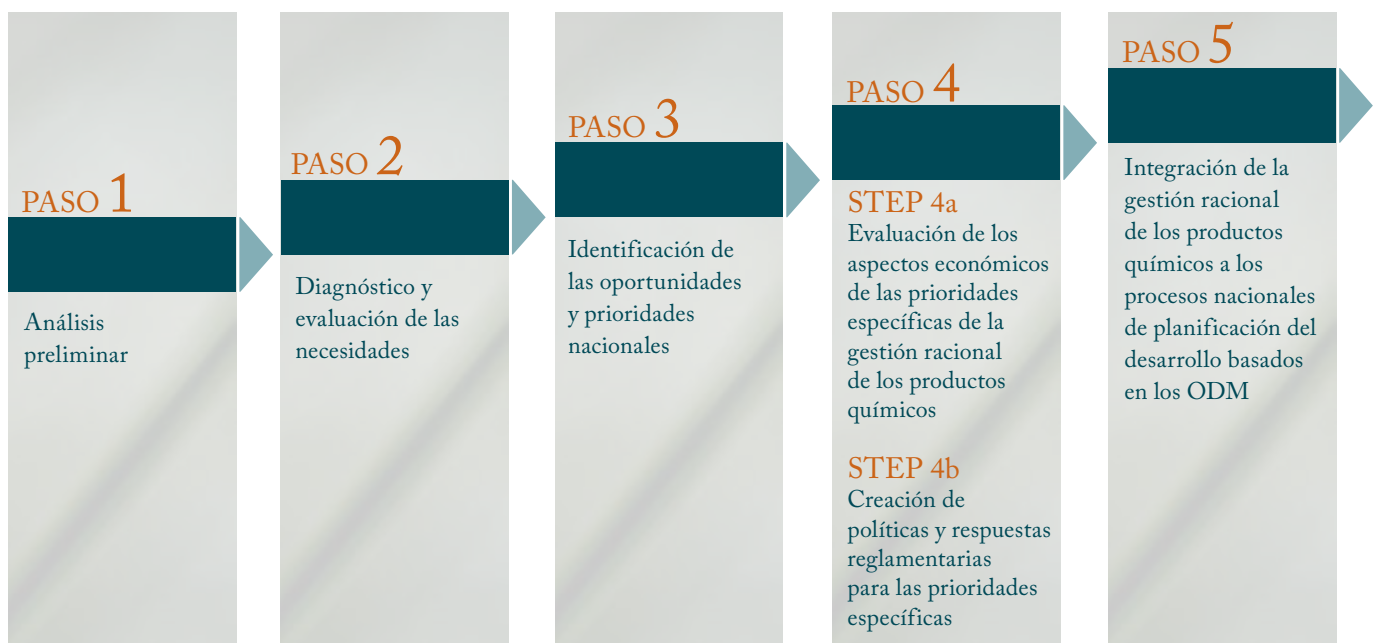 PASO 1
Análisis
preliminar
PASO 2
Diagnóstico y
evaluación de las
necesidades
PASO 3
Identificación de
las oportunidades
y prioridades
nacionales
PASO 4
STEP 4a
Evaluación de los
aspectos económicos
de las prioridades
específicas de la
gestión racional
de los productos
químicos
STEP 4b
Creación de
políticas y respuestas
reglamentarias
para las prioridades
específicas
PASO 5
Integración de la
gestión racional
de los productos
químicos a los
procesos nacionales
de planificación del
desarrollo basados
en los ODM